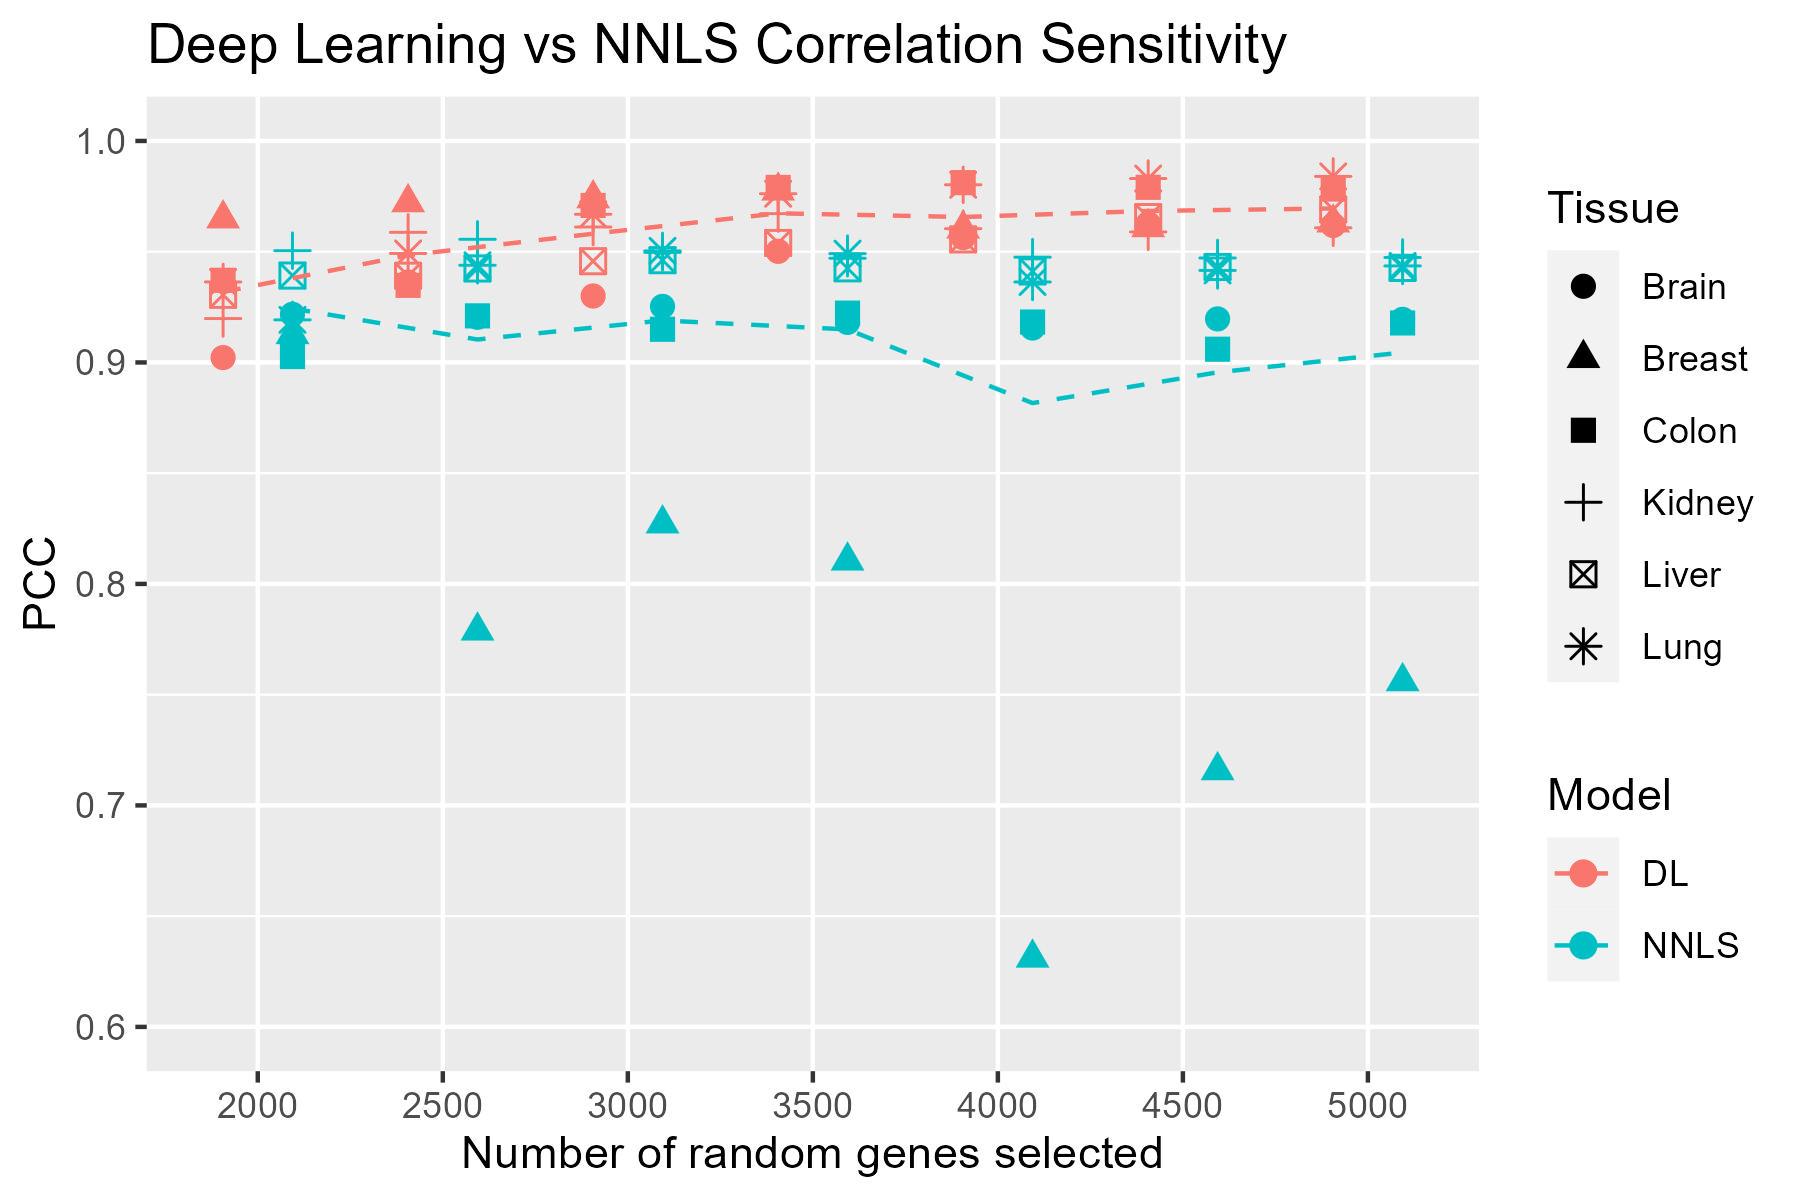 Deep Learning vs NNLS Correlation Sensitivity
1.0
0.9
0.8
0.7
0.6
PCC
2000 2500 3000 3500 4000 4500 5000
Number of random genes selected
Tissue
Brain
Breast
Colon
Kidney
Liver
Lung
Model
DL
NNLS